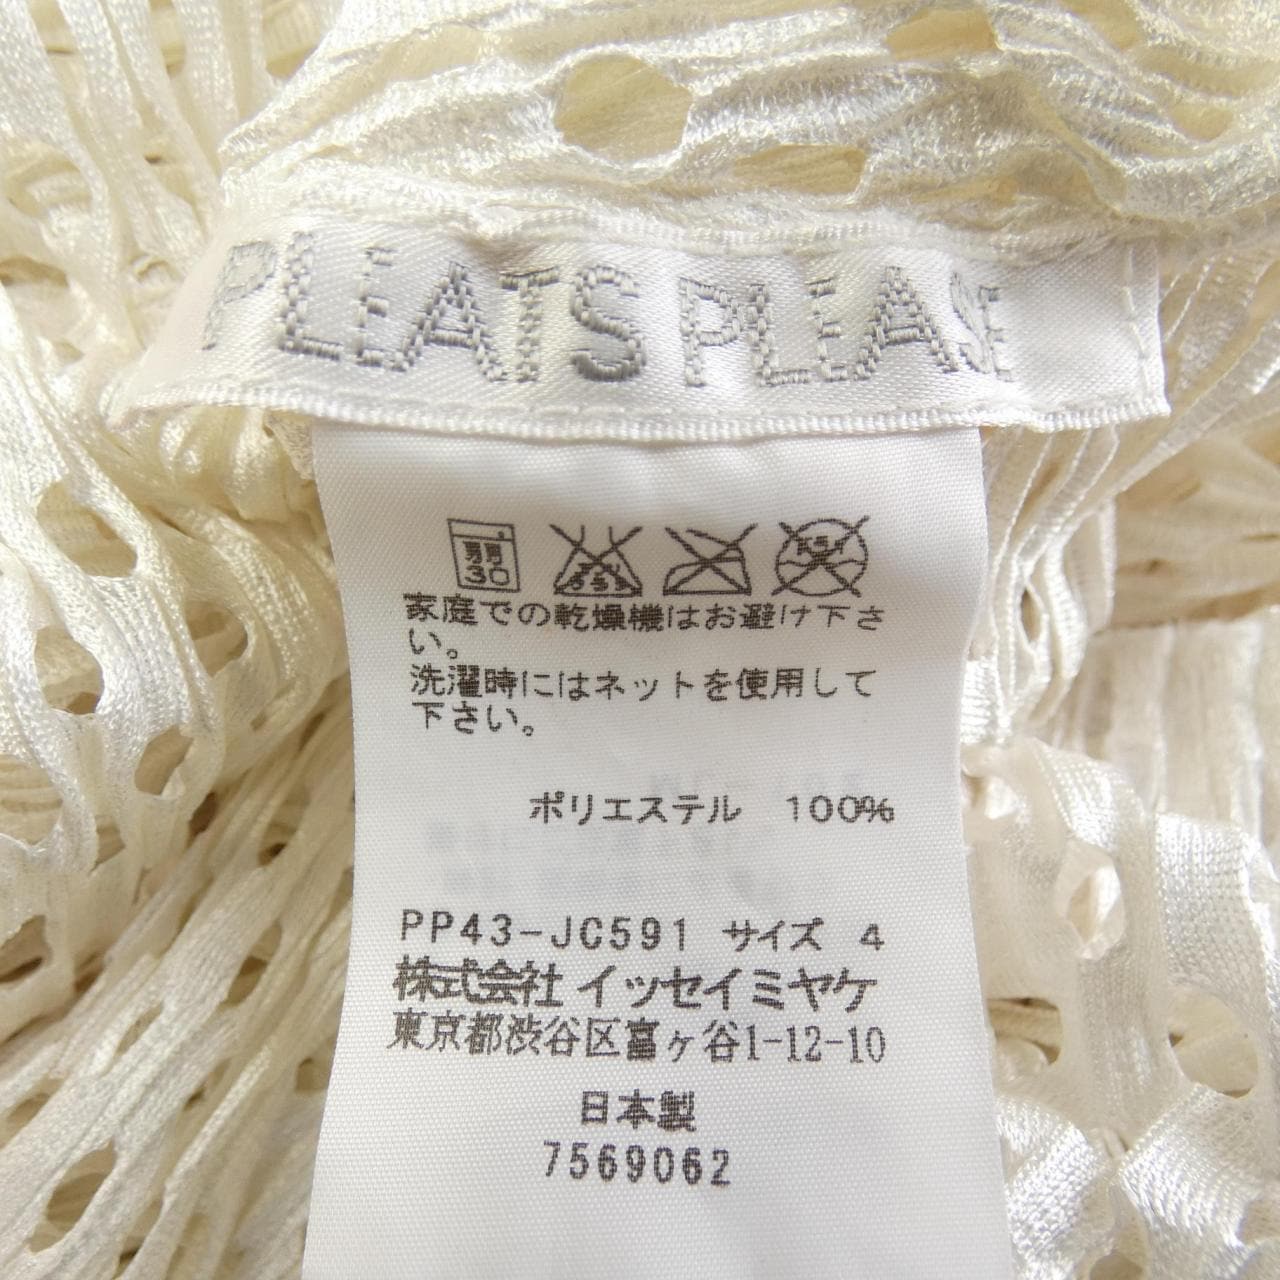 PLEATS PLEASE
弱 30
家庭での乾燥機はお避け下さ
い。
洗濯時にはネットを使用して
下さい。
ポリエステル 100%
PP43-JC591 サイズ 4
株式会社 イッセイミヤケ
東京都渋谷区富ヶ谷1-12-10
日本製
7569062